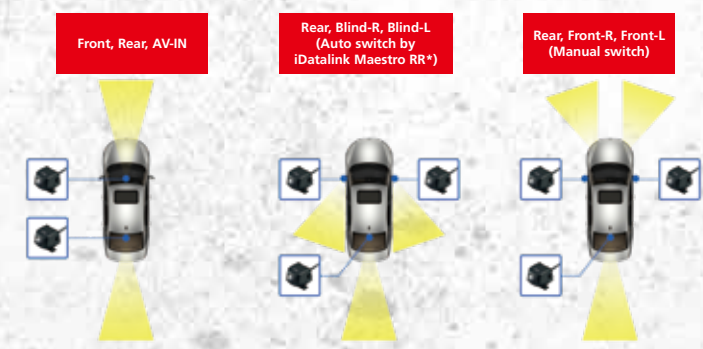 Front, Rear, AV-IN
Rear, Blind-R, Blind-L
(Auto switch by
iDatalink Maestro RR*)
Rear, Front-R, Front-L
(Manual switch)